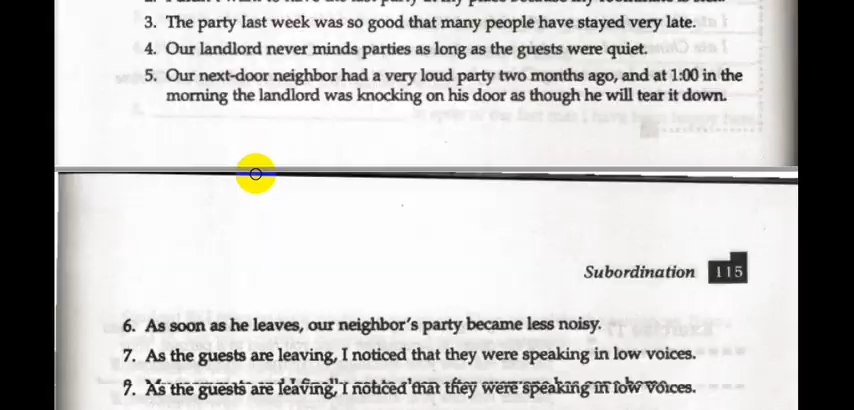 3. The party last week was so good that many people have stayed very late.
4. Our landlord never minds parties as long as the guests were quiet.
5. Our next-door neighbor had a very loud party two months ago, and at 1:00 in the
morning the landlord was knocking on his door as though he will tear it down.
Subordination 115
6. As soon as he leaves, our neighbor's party became less noisy.
7. As the guests are leaving, I noticed that they were speaking in low voices.
As the guests are leaving, I noticed that they were speaking in low voices.